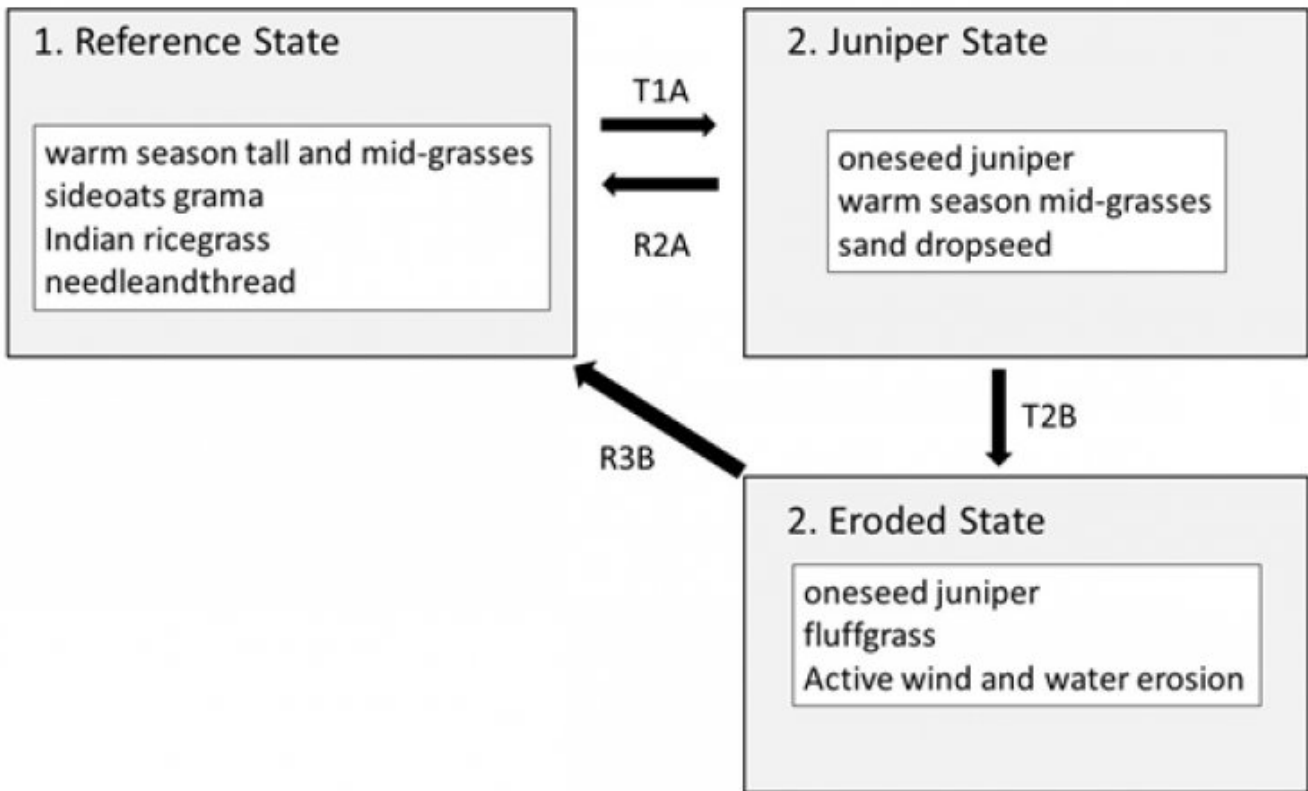 1. Reference State
warm season tall and mid-grasses
sideoats grama
Indian ricegrass
needleandthread
T1A
R2A
2. Juniper State
oneseed juniper
warm season mid-grasses
sand dropseed
T2B
R3B
2. Eroded State
oneseed juniper
fluffgrass
Active wind and water erosion